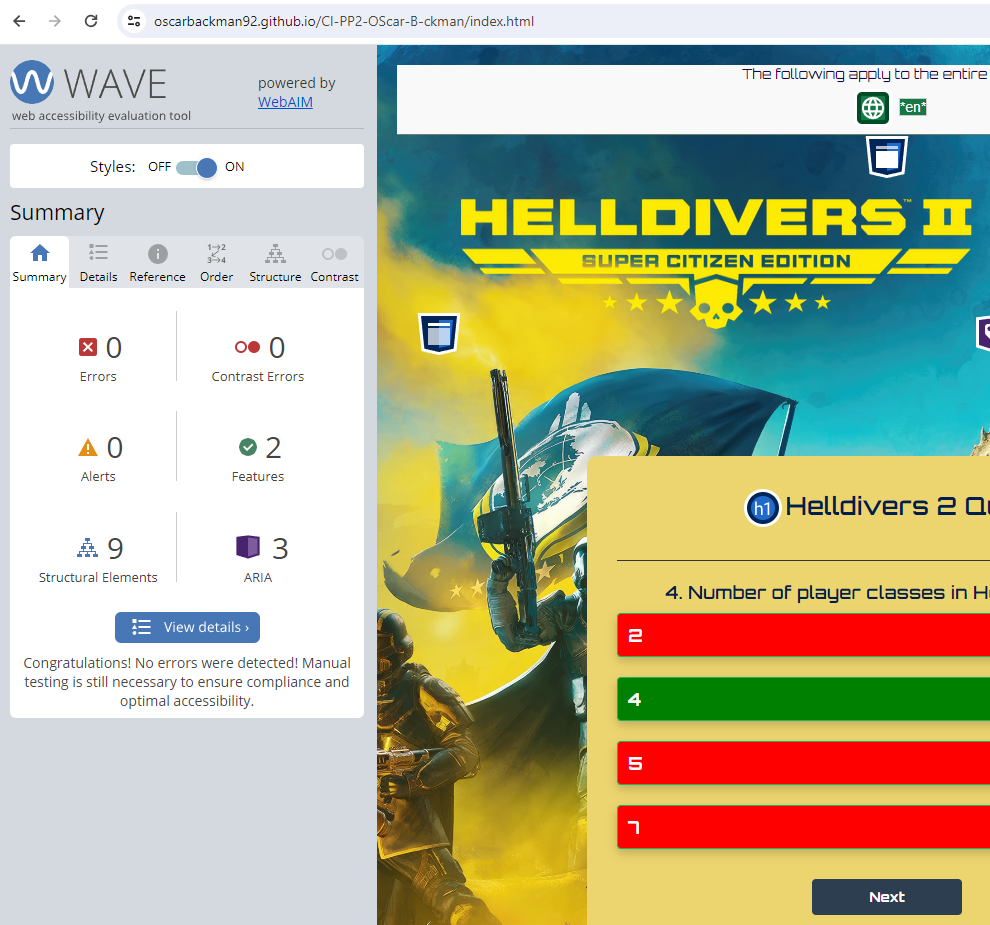 oscarbackman92.github.io/CI-PP2-OScar-B-ckman/index.html
WAVE
web accessibility evaluation tool
powered by
WebAIM
Styles: OFF ON
Summary
Summary Details Reference Order Structure Contrast
0 Errors
0 Contrast Errors
0 Alerts
2 Features
9 Structural Elements
3 ARIA
View details ›
Congratulations! No errors were detected! Manual
testing is still necessary to ensure compliance and
optimal accessibility.
The following apply to the entire
*en*
HELLDIVERS™ II
SUPER CITIZEN EDITION
h1 Helldivers 2 Qu
4. Number of player classes in He
2
4
5
7
Next